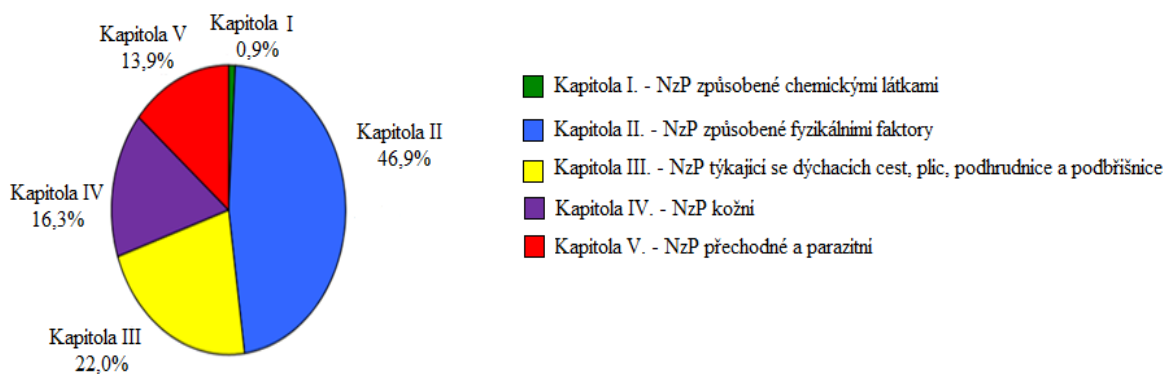 Kapitola I
0,9%
Kapitola V
13,9%
Kapitola II
46,9%
Kapitola IV
16,3%
Kapitola III
22,0%
Kapitola I. - NzP způsobené chemickými látkami
Kapitola II. - NzP způsobené fyzikálními faktory
Kapitola III. - NzP týkající se dýchacích cest, plic, podhrudnice a podbřišnice
Kapitola IV. - NzP kožní
Kapitola V. - NzP přechodné a parazitní